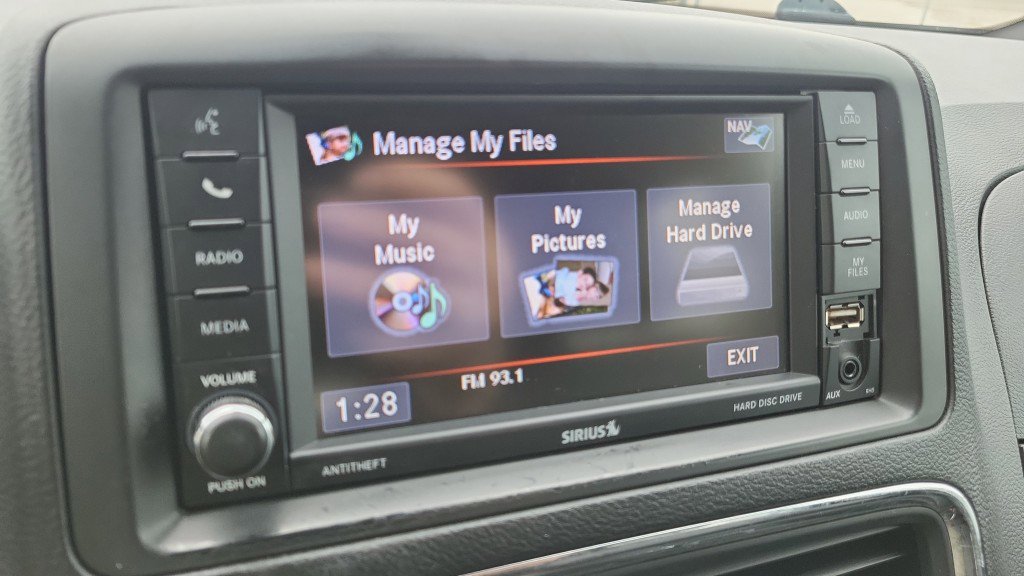 Manage My Files
NAV
My
Music
My
Pictures
Manage
Hard Drive
1:28
FM 93.1
EXIT
RADIO
MEDIA
VOLUME
PUSH ON
ANTITHEFT
SIRIUS
HARD DISC DRIVE
LOAD
MENU
AUDIO
MY
FILES
AUX